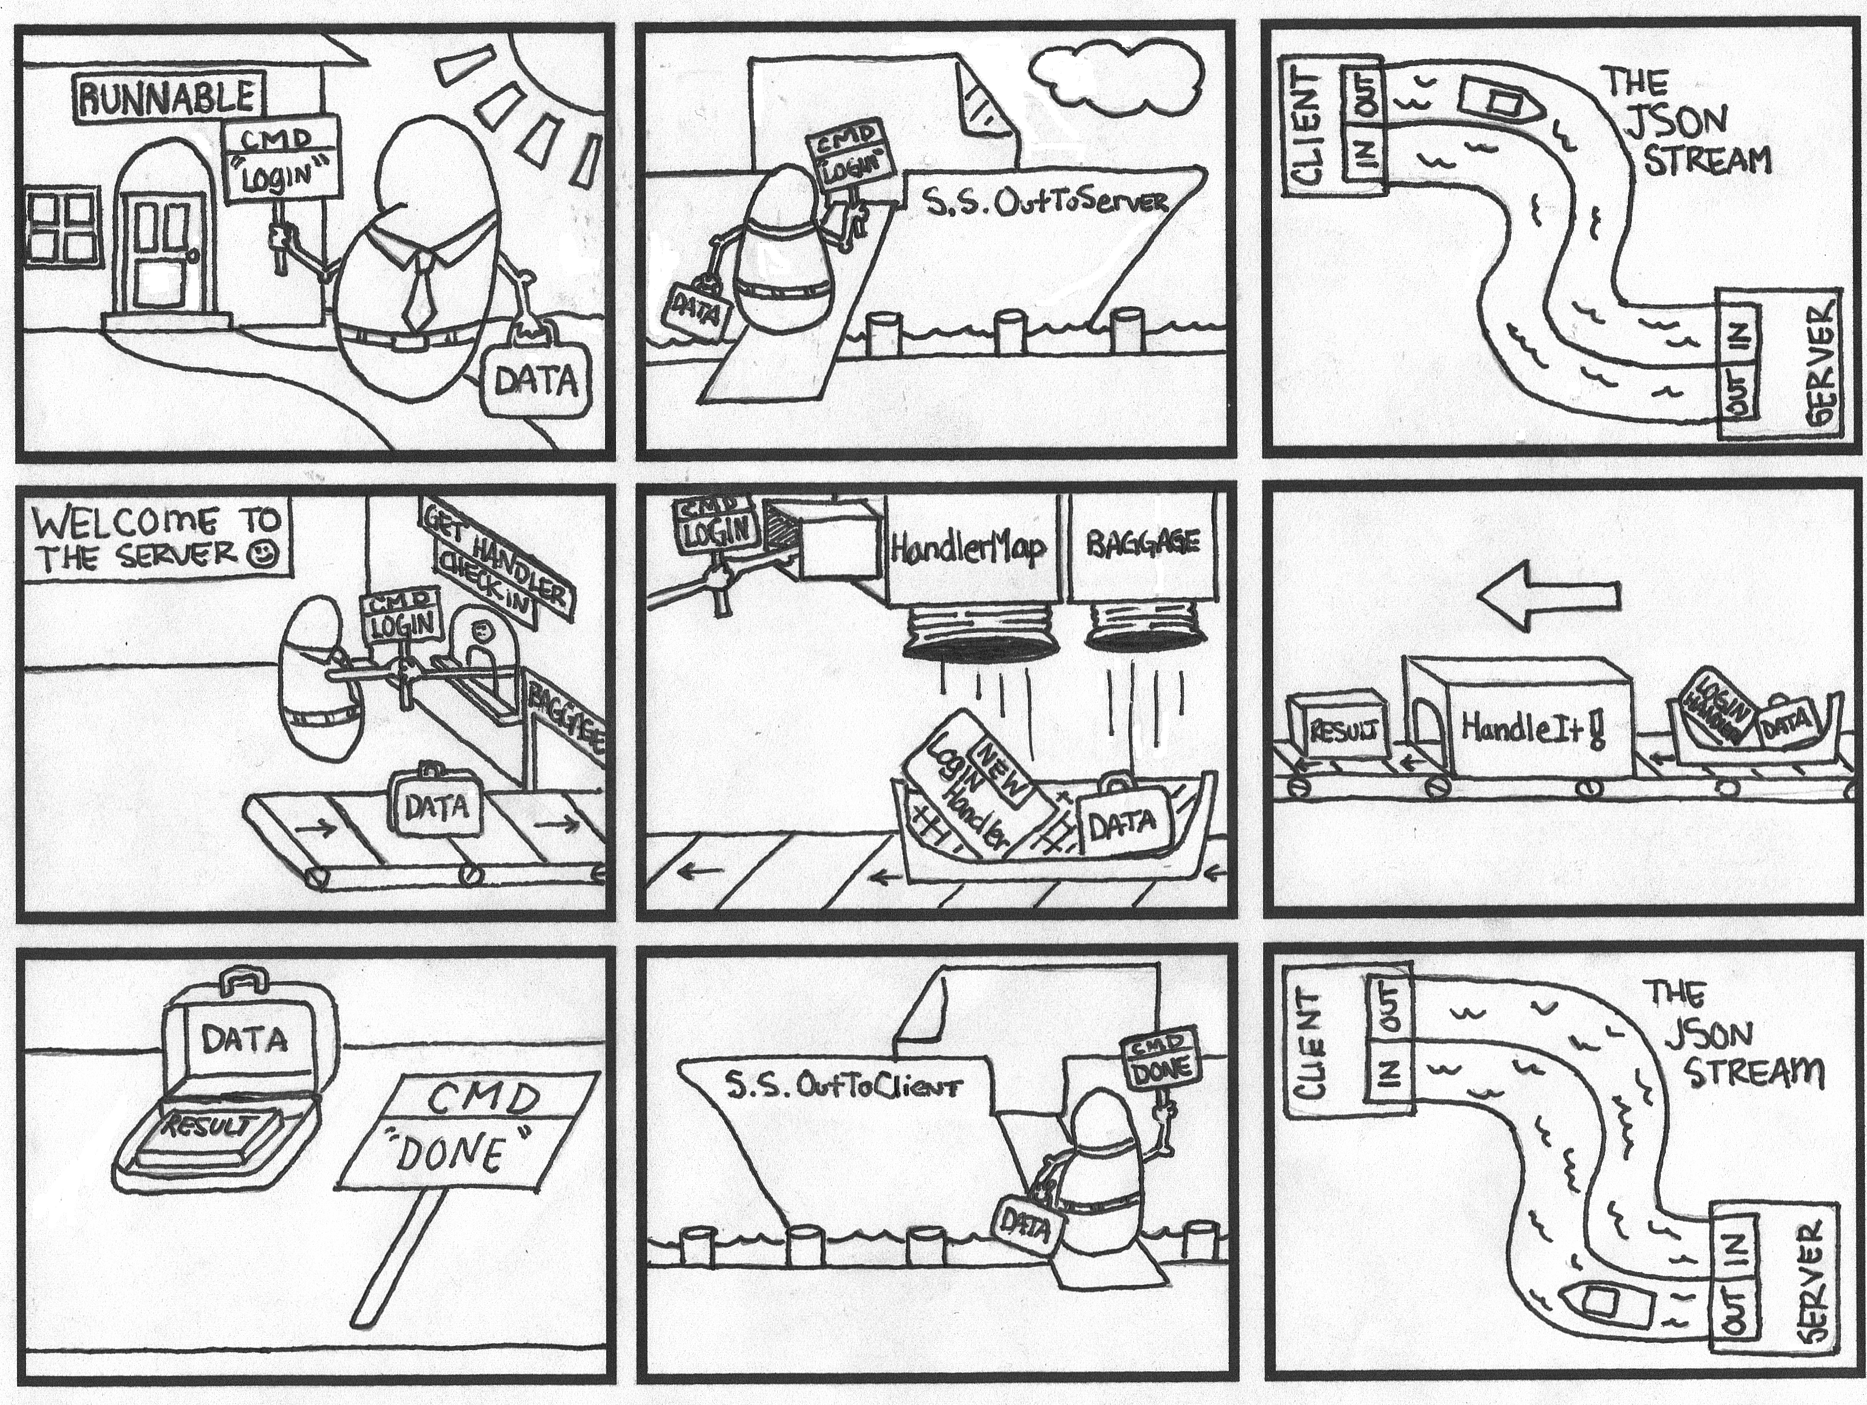 RUNNABLE
CMD
"LOGIN"
DATA
CMD
"LOGIN"
S.S. OutToServer
DATA
CLIENT
OUT
IN
THE
JSON
STREAM
IN
OUT
SERVER
WELCOME TO
THE SERVER
GET HANDLER
CHECK IN
CMD
LOGIN
BAGGAGE
DATA
CMD
LOGIN
HandlerMap
BAGGAGE
NEW
LOGIN
Handler
DATA
RESULT
HandleIt!
LOGIN
HANDLER
DATA
DATA
RESULT
CMD
"DONE"
S.S. OutToClient
CMD
DONE
DATA
CLIENT
OUT
IN
THE
JSON
STREAM
IN
OUT
SERVER